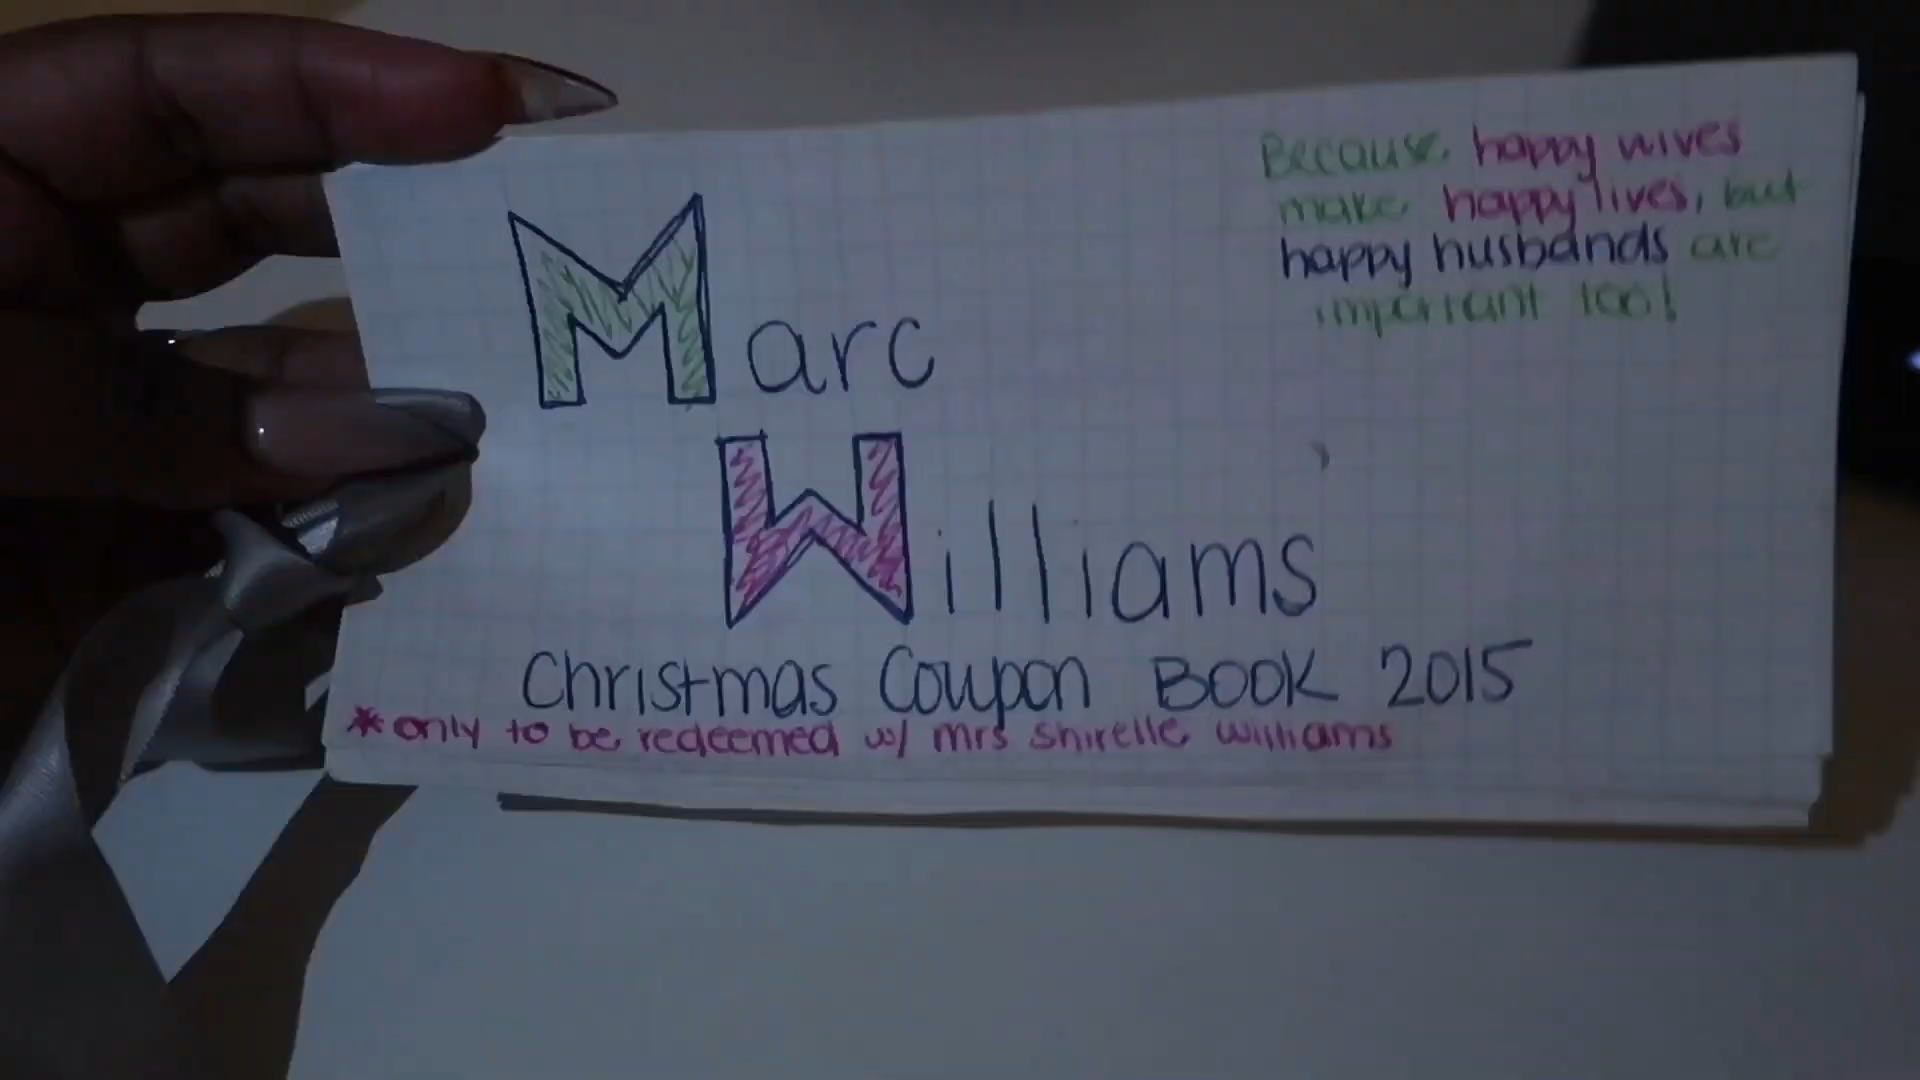 Because happy wives
make happy lives, but
happy husbands are
important too!
Marc
Williams
Christmas Coupon BOOK 2015
*only to be redeemed w/ mrs shirelle williams